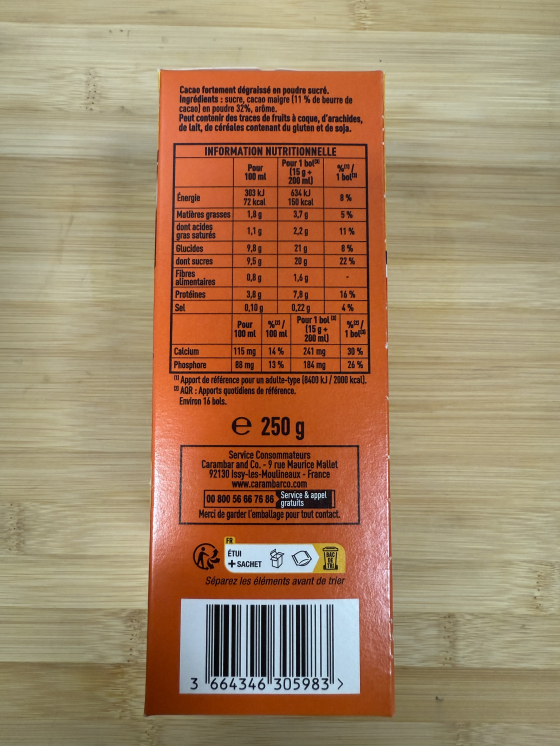 Cacao fortement dégraissé en poudre sucré.
Ingrédients : sucre, cacao maigre (11 % de beurre de
cacao) en poudre 32%, arôme.
Peut contenir des traces de fruits à coque, d'arachides,
de lait, de céréales contenant du gluten et de soja.
INFORMATION NUTRITIONNELLE
Pour 100 ml Pour 1 bol(3) (15 g + 200 ml) %(1) / 1 bol(3)
Énergie 303 kJ 72 kcal 634 kJ 150 kcal 8 %
Matières grasses 1,8 g 3,7 g 5 %
dont acides gras saturés 1,1 g 2,2 g 11 %
Glucides 9,8 g 21 g 8 %
dont sucres 9,5 g 20 g 22 %
Fibres alimentaires 0,8 g 1,6 g -
Protéines 3,8 g 7,8 g 16 %
Sel 0,10 g 0,22 g 4 %
Pour 100 ml %(2) / 100 ml Pour 1 bol (3) (15 g + 200 ml) %(2) / 1 bol(3)
Calcium 115 mg 14 % 241 mg 30 %
Phosphore 88 mg 13 % 184 mg 26 %
(1) Apport de référence pour un adulte-type (8400 kJ / 2000 kcal).
(2) AQR : Apports quotidiens de référence.
Environ 16 bols.
e 250 g
Service Consommateurs
Carambar and Co. - 9 rue Maurice Mallet
92130 Issy-les-Moulineaux - France
www.carambarco.com
00 800 56 66 76 86 Service & appel
gratuits
Merci de garder l'emballage pour tout contact.
FR
ÉTUI
+ SACHET
BAC
DE
TRI
Séparez les éléments avant de trier
3 664346 305983 >